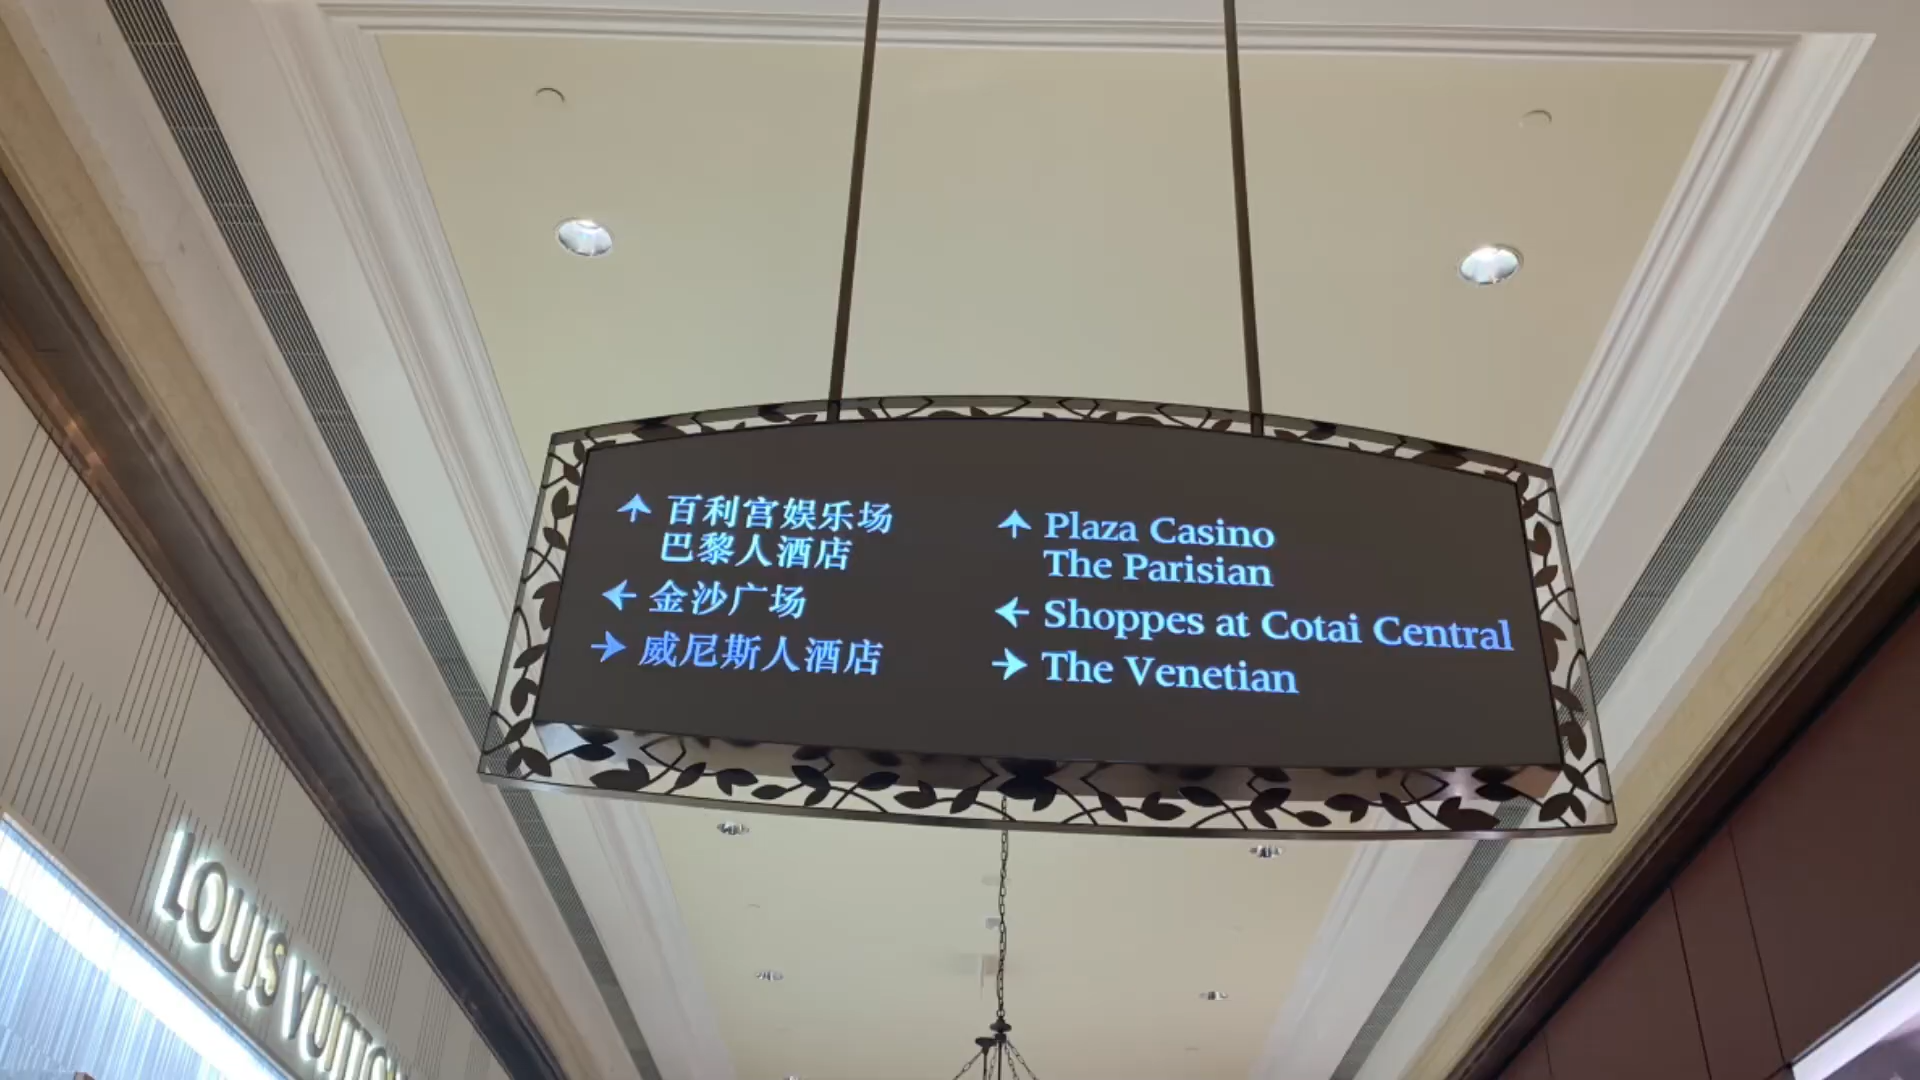 百利宫娱乐场
巴黎人酒店
金沙广场
威尼斯人酒店
Plaza Casino
The Parisian
Shoppes at Cotai Central
The Venetian
LOUIS VUITTON